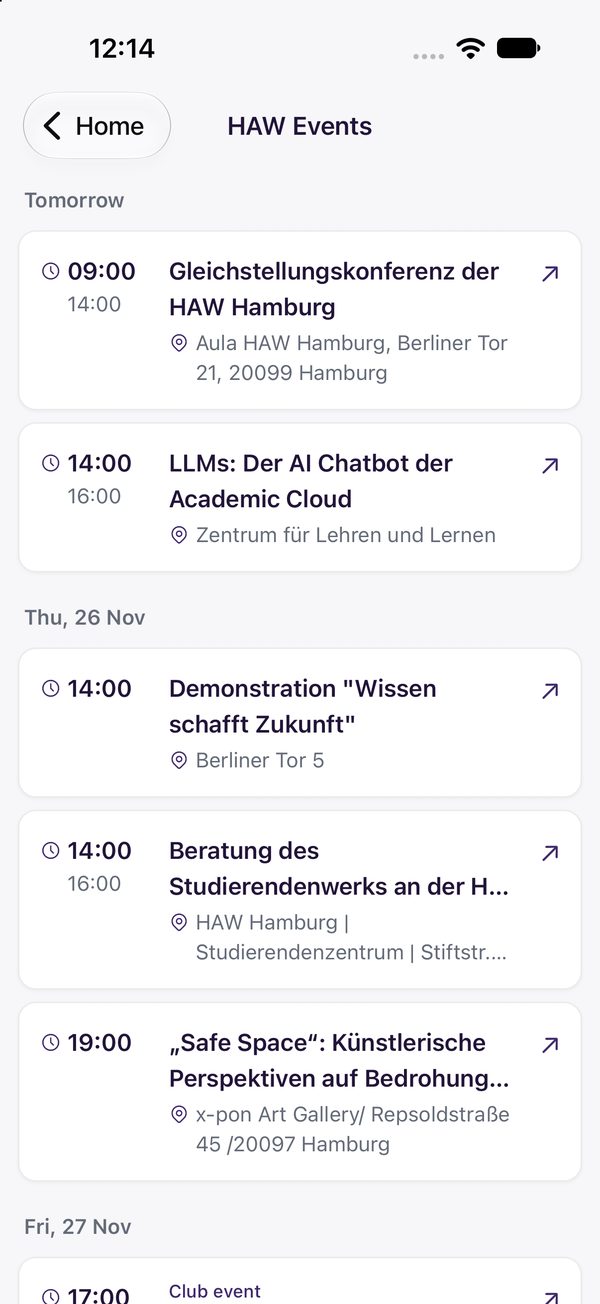 12:14
Home
HAW Events
Tomorrow
09:00
14:00
Gleichstellungskonferenz der
HAW Hamburg
Aula HAW Hamburg, Berliner Tor
21, 20099 Hamburg
14:00
16:00
LLMs: Der AI Chatbot der
Academic Cloud
Zentrum für Lehren und Lernen
Thu, 26 Nov
14:00
Demonstration "Wissen
schafft Zukunft"
Berliner Tor 5
14:00
16:00
Beratung des
Studierendenwerks an der H...
HAW Hamburg |
Studierendenzentrum | Stiftstr....
19:00
„Safe Space“: Künstlerische
Perspektiven auf Bedrohung...
x-pon Art Gallery/ Repsoldstraße
45 /20097 Hamburg
Fri, 27 Nov
17:00
Club event